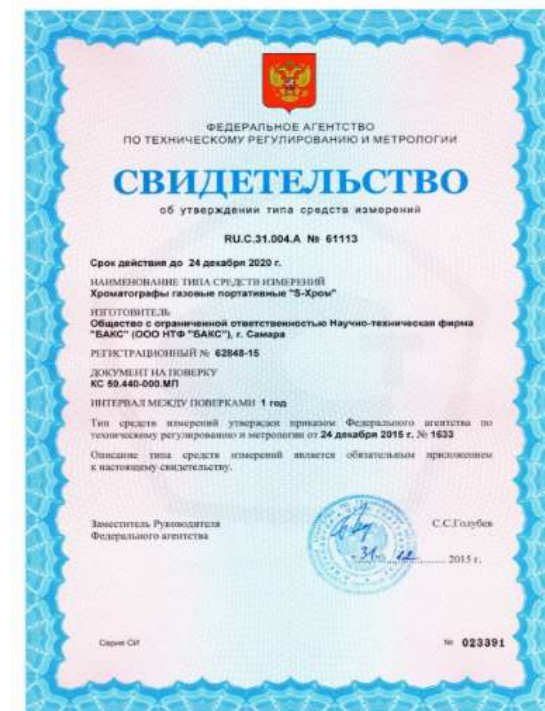 ФЕДЕРАЛЬНОЕ АГЕНТСТВО
ПО ТЕХНИЧЕСКОМУ РЕГУЛИРОВАНИЮ И МЕТРОЛОГИИ
СВИДЕТЕЛЬСТВО
об утверждении типа средств измерений
RU.C.31.004.A № 61113
Срок действия до 24 декабря 2020 г.
НАИМЕНОВАНИЕ ТИПА СРЕДСТВ ИЗМЕРЕНИЙ
Хроматографы газовые портативные "S-Хром"
ИЗГОТОВИТЕЛЬ
Общество с ограниченной ответственностью Научно-техническая фирма
"БАКС" (ООО НТФ "БАКС"), г. Самара
РЕГИСТРАЦИОННЫЙ № 62848-15
ДОКУМЕНТ НА ПОВЕРКУ
КС 50.440-000.МП
ИНТЕРВАЛ МЕЖДУ ПОВЕРКАМИ 1 год
Тип средств измерений утвержден приказом Федерального агентства по
техническому регулированию и метрологии от 24 декабря 2015 г. № 1633
Описание типа средств измерений является обязательным приложением
к настоящему свидетельству.
Заместитель Руководителя С.С.Голубев
Федерального агентства
31 12 2015 г.
Серия СИ № 023391